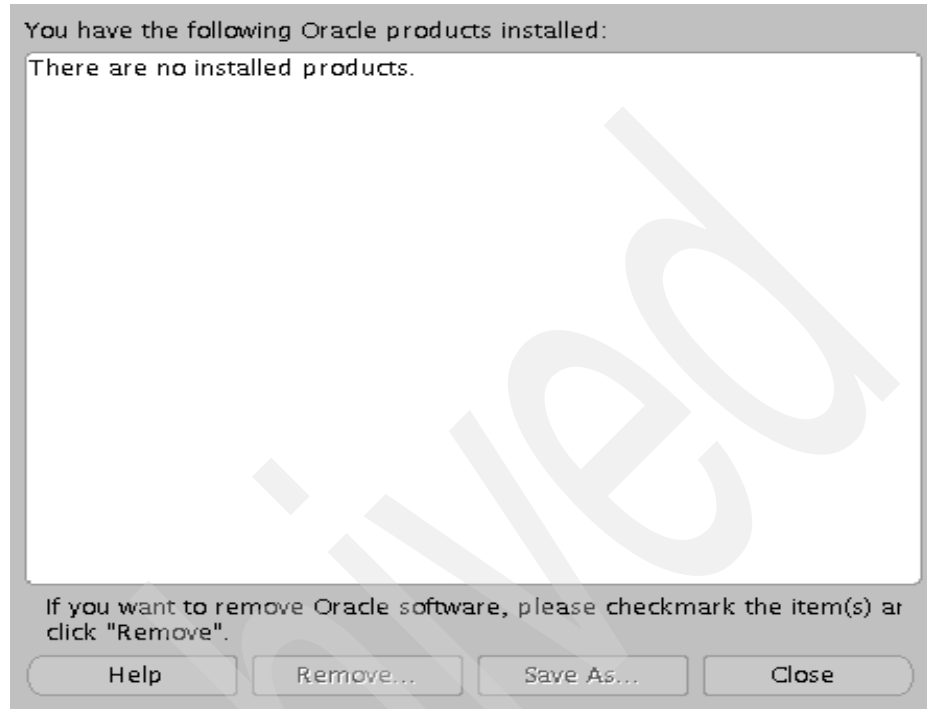 You have the following Oracle products installed:
There are no installed products.
If you want to remove Oracle software, please checkmark the item(s) ar
click "Remove".
Help Remove... Save As... Close
hived